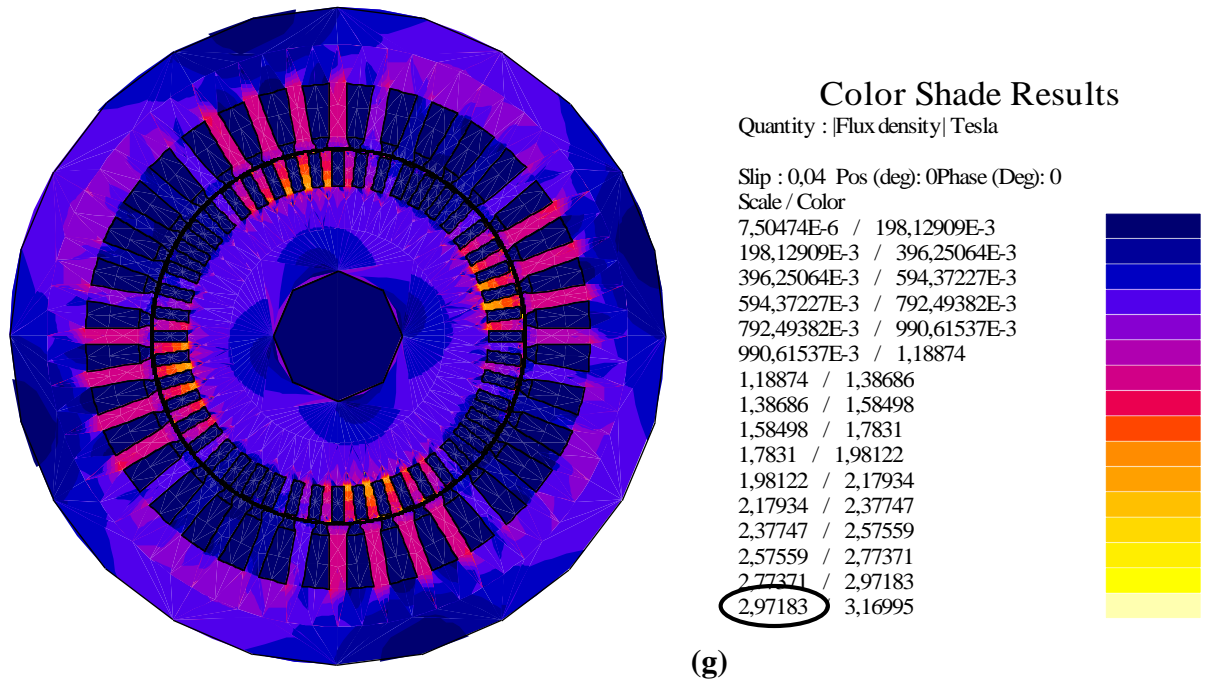 Color Shade Results
Quantity : |Flux density| Tesla
Slip : 0,04 Pos (deg): 0Phase (Deg): 0
Scale / Color
7,50474E-6 / 198,12909E-3
198,12909E-3 / 396,25064E-3
396,25064E-3 / 594,37227E-3
594,37227E-3 / 792,49382E-3
792,49382E-3 / 990,61537E-3
990,61537E-3 / 1,18874
1,18874 / 1,38686
1,38686 / 1,58498
1,58498 / 1,7831
1,7831 / 1,98122
1,98122 / 2,17934
2,17934 / 2,37747
2,37747 / 2,57559
2,57559 / 2,77371
2,77371 / 2,97183
2,97183 / 3,16995
(g)